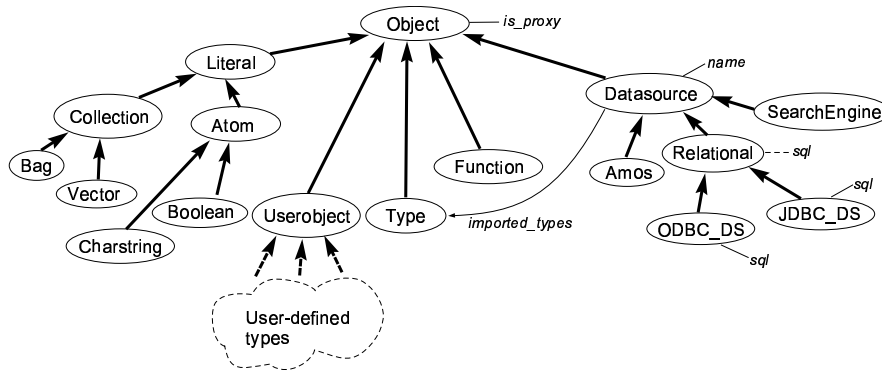 Object
is_proxy
Literal
name
Datasource
Collection
Atom
SearchEngine
Relational
sql
Bag
Function
Amos
Vector
sql
Boolean
Userobject
Type
JDBC_DS
imported_types
ODBC_DS
Charstring
sql
User-defined
types